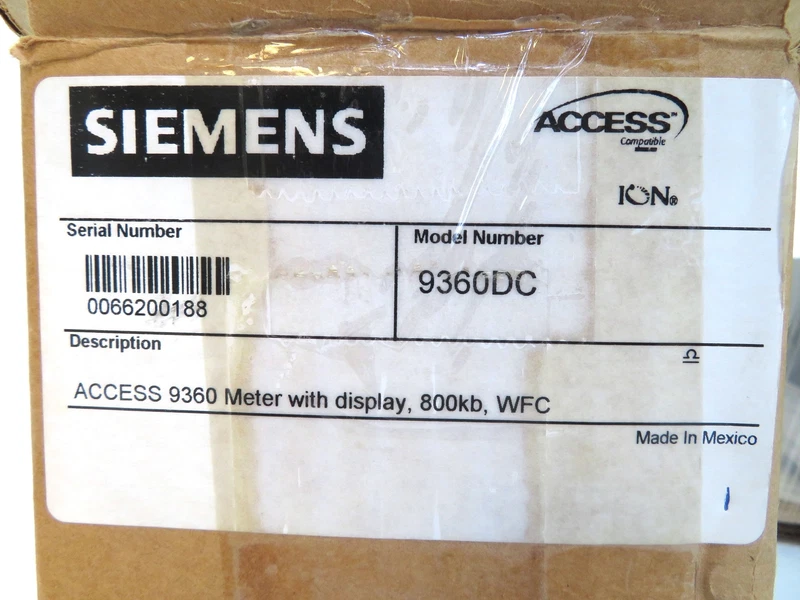 SIEMENS
ACCESS™
Compatible
ION®
Serial Number
0066200188
Model Number
9360DC
Description
ACCESS 9360 Meter with display, 800kb, WFC
Made In Mexico